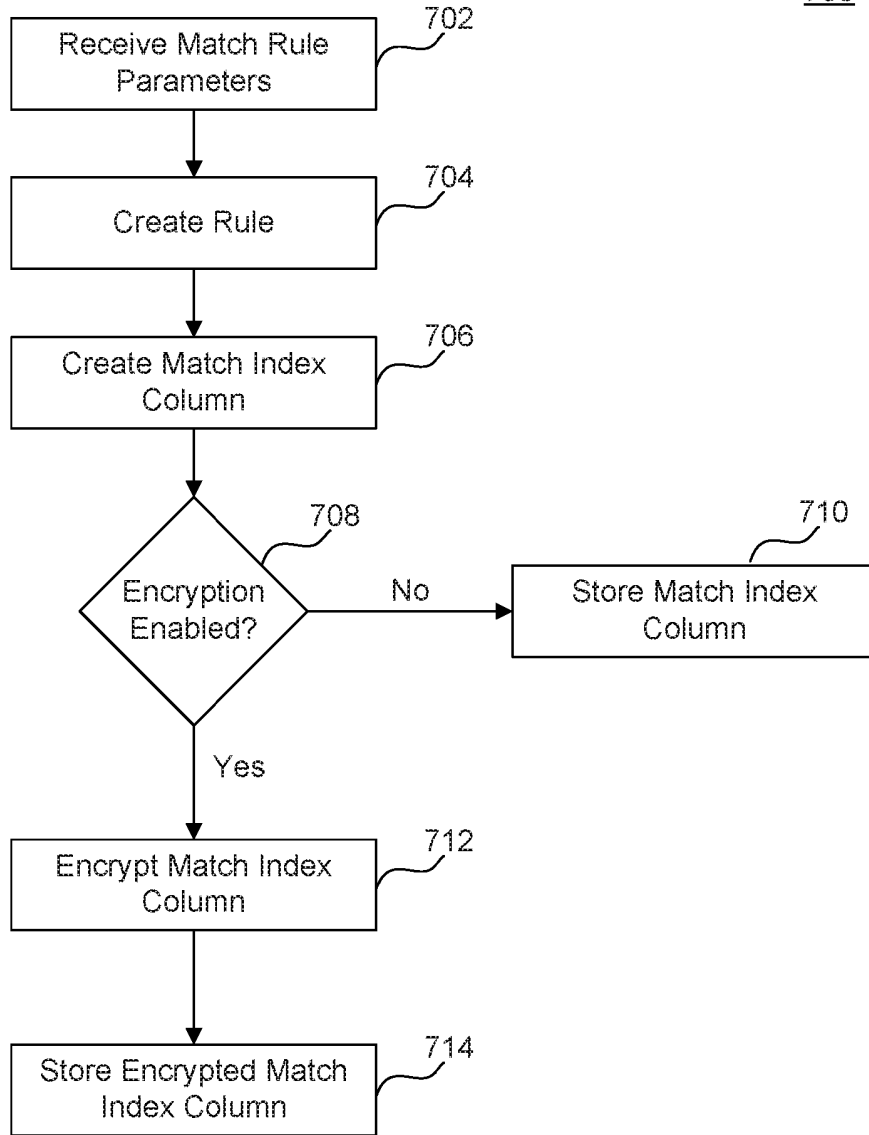 702
Receive Match Rule
Parameters
704
Create Rule
706
Create Match Index
Column
708
Encryption
Enabled?
No
710
Store Match Index
Column
Yes
712
Encrypt Match Index
Column
714
Store Encrypted Match
Index Column